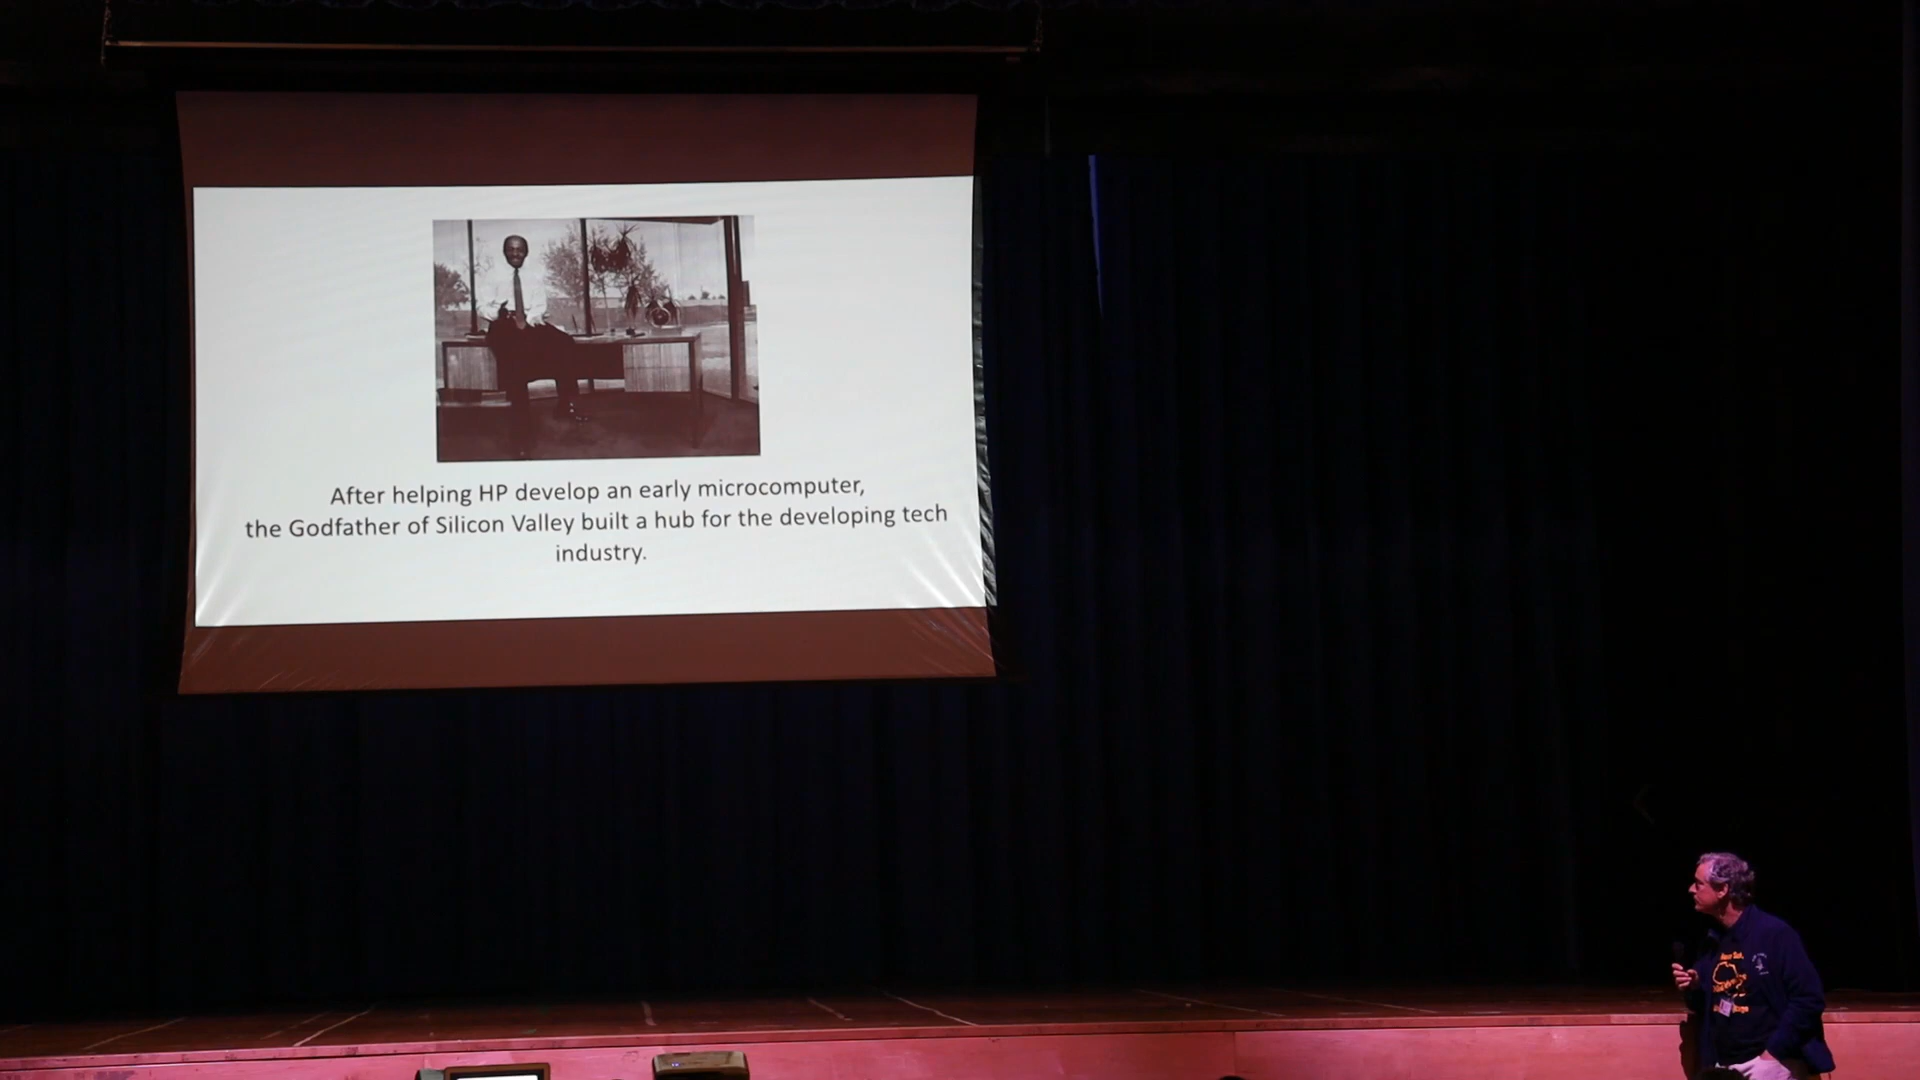 After helping HP develop an early microcomputer,
the Godfather of Silicon Valley built a hub for the developing tech
industry.